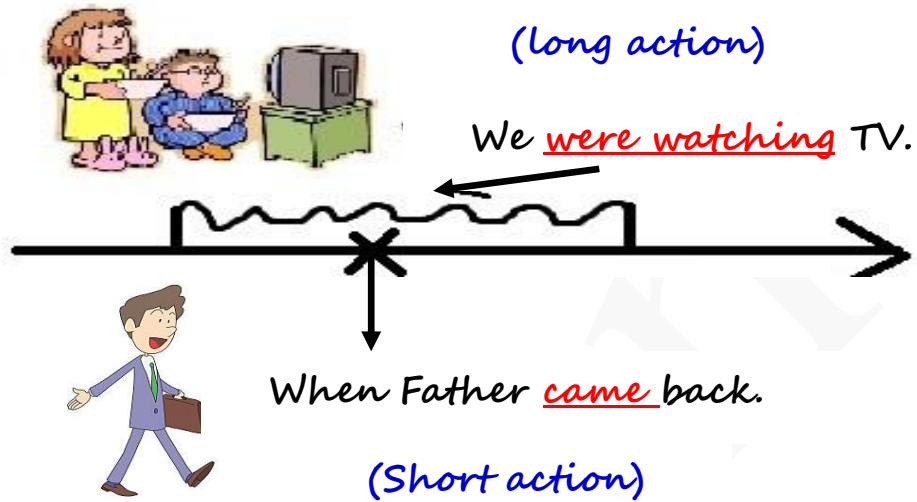 (long action)
We were watching TV.
When Father came back.
(Short action)